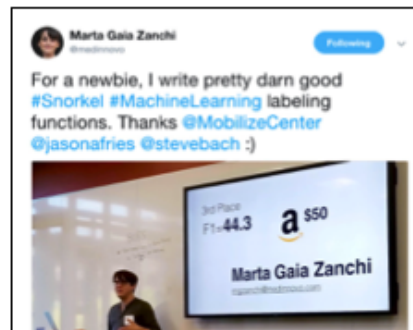 Marta Gaia Zanchi
@medinnovo
Following
For a newbie, I write pretty darn good
#Snorkel #MachineLearning labeling
functions. Thanks @MobilizeCenter
@jasonafries @stevebach :)
3rd Place
F1=44.3
a $50
Marta Gaia Zanchi